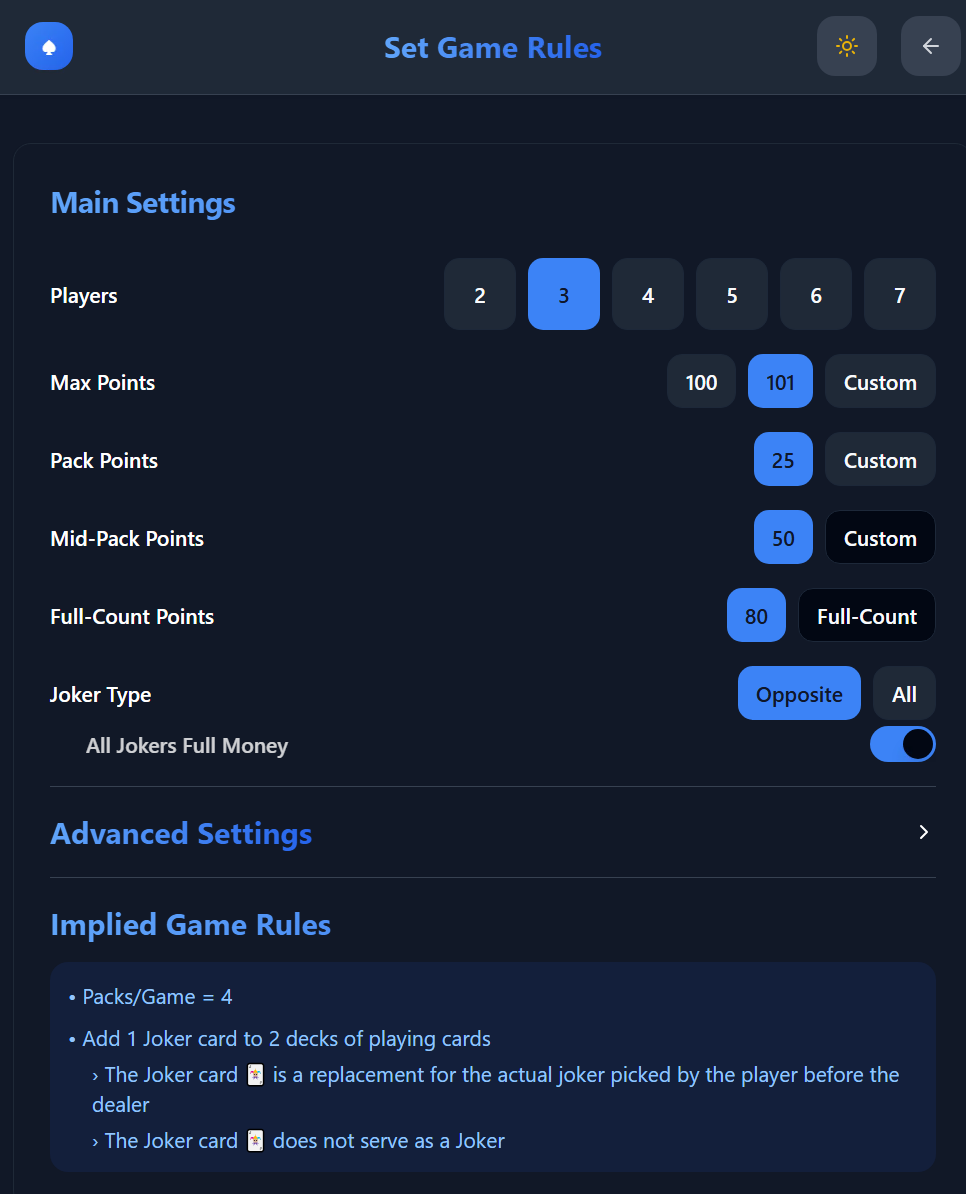 Set Game Rules
Main Settings
Players 2 3 4 5 6 7
Max Points 100 101 Custom
Pack Points 25 Custom
Mid-Pack Points 50 Custom
Full-Count Points 80 Full-Count
Joker Type Opposite All
All Jokers Full Money
Advanced Settings
Implied Game Rules
• Packs/Game = 4
• Add 1 Joker card to 2 decks of playing cards
› The Joker card 🃏 is a replacement for the actual joker picked by the player before the
dealer
› The Joker card 🃏 does not serve as a Joker